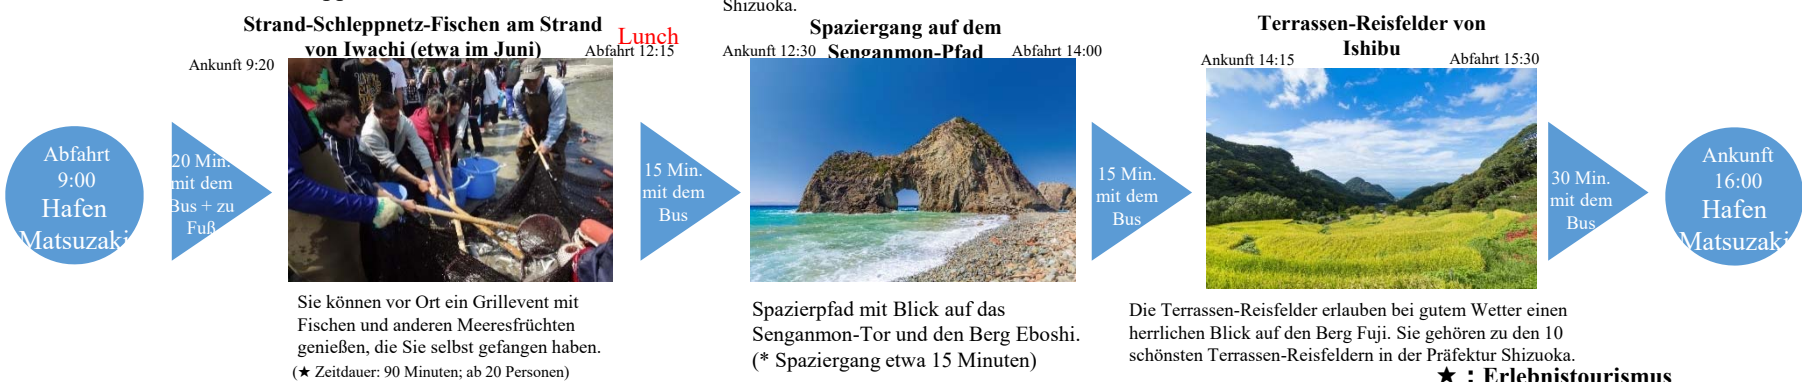 Shizuoka.
Strand-Schleppnetz-Fischen am Strand
von Iwachi (etwa im Juni)
Lunch
Ankunft 9:20
Abfahrt 12:15
Spaziergang auf dem
Senganmon-Pfad
Ankunft 12:30
Abfahrt 14:00
Terrassen-Reisfelder von
Ishibu
Ankunft 14:15
Abfahrt 15:30
Abfahrt
9:00
Hafen
Matsuzaki
20 Min.
mit dem
Bus + zu
Fuß
15 Min.
mit dem
Bus
15 Min.
mit dem
Bus
30 Min.
mit dem
Bus
Ankunft
16:00
Hafen
Matsuzaki
Sie können vor Ort ein Grillevent mit
Fischen und anderen Meeresfrüchten
genießen, die Sie selbst gefangen haben.
(★ Zeitdauer: 90 Minuten; ab 20 Personen)
Spazierpfad mit Blick auf das
Senganmon-Tor und den Berg Eboshi.
(* Spaziergang etwa 15 Minuten)
Die Terrassen-Reisfelder erlauben bei gutem Wetter einen
herrlichen Blick auf den Berg Fuji. Sie gehören zu den 10
schönsten Terrassen-Reisfeldern in der Präfektur Shizuoka.
★：Erlebnistourismus